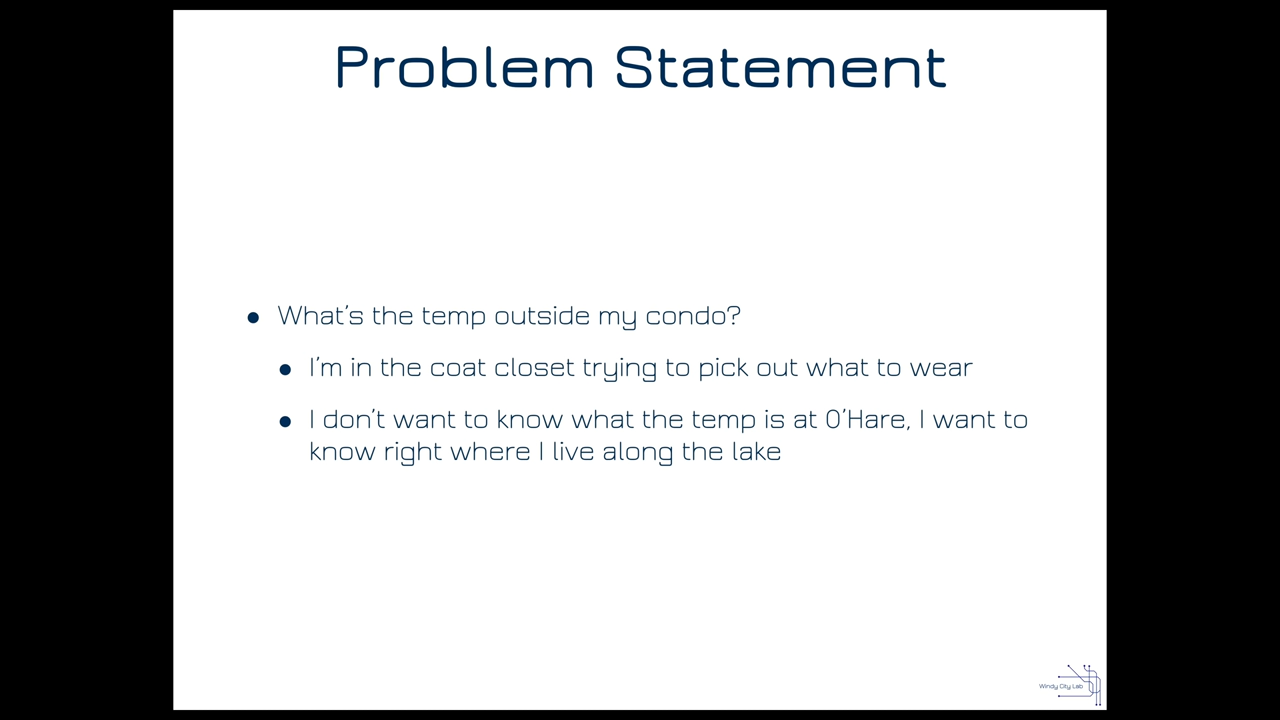 Problem Statement
What's the temp outside my condo?
I'm in the coat closet trying to pick out what to wear
I don't want to know what the temp is at O'Hare, I want to
know right where I live along the lake
Windy City Lab